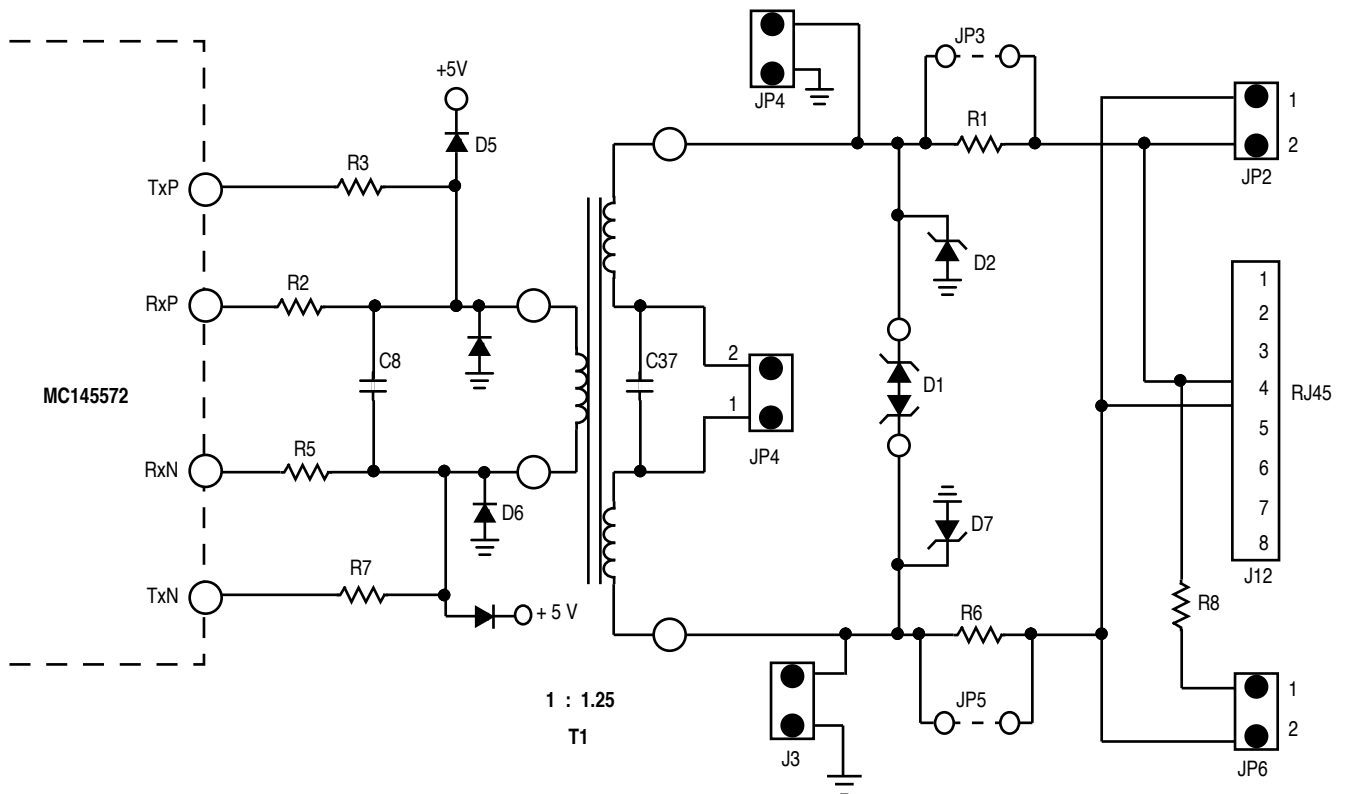 JP4
JP3
+5V
D5
R1
1
2
JP2
R3
TxP
D2
R2
RxP
1
2
3
4
5
6
7
8
RJ45
J12
C8
C37
2
1
JP4
D1
MC145572
R5
RxN
D6
D7
R7
TxN
+ 5 V
R6
R8
1 : 1.25
T1
JP5
J3
1
2
JP6